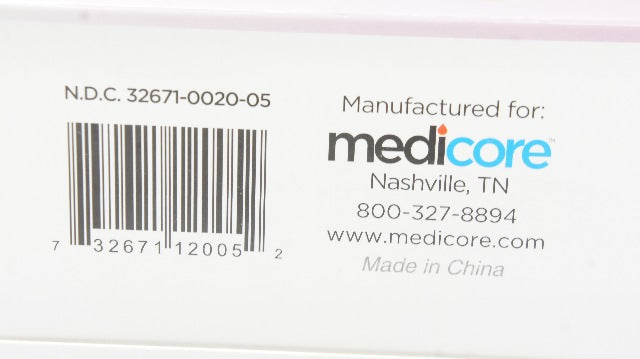 N.D.C. 32671-0020-05
7 32671 12005 2
Manufactured for:
medicore™
Nashville, TN
800-327-8894
www.medicore.com
Made in China